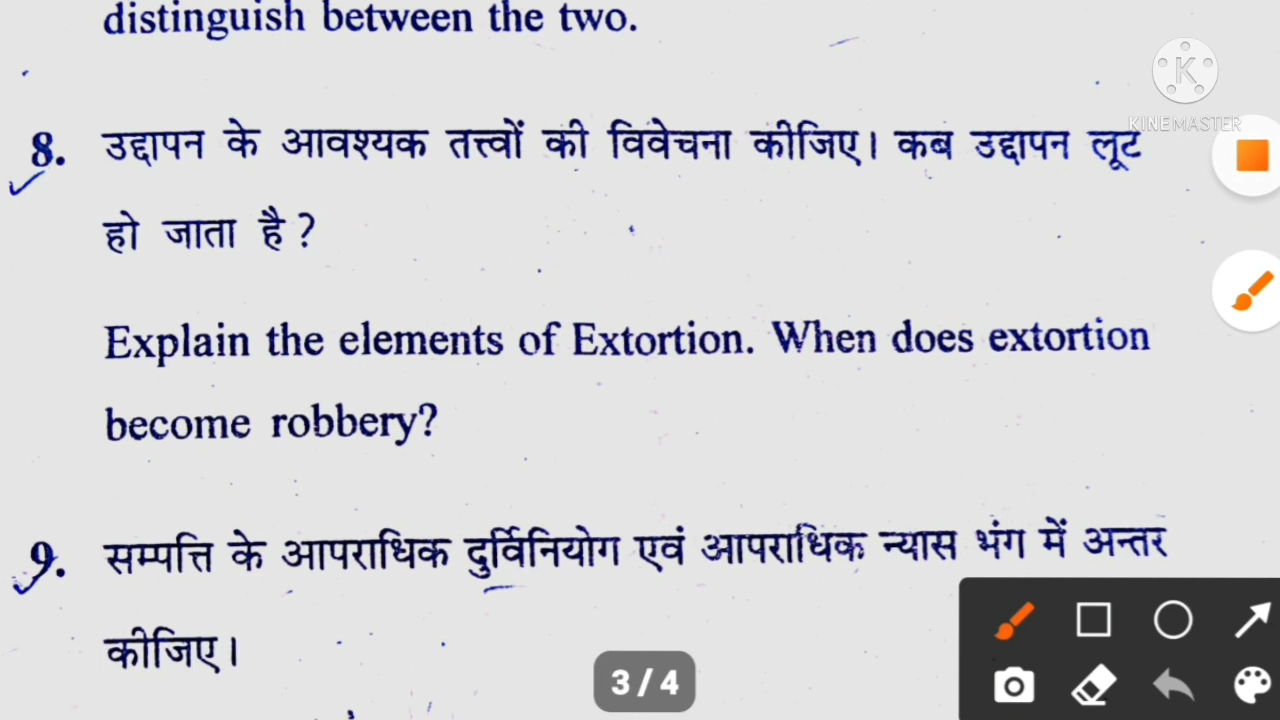 distinguish between the two.
KINEMASTER
8. उद्दापन के आवश्यक तत्त्वों की विवेचना कीजिए। कब उद्दापन लूट
हो जाता है?
Explain the elements of Extortion. When does extortion
become robbery?
9. सम्पत्ति के आपराधिक दुर्विनियोग एवं आपराधिक न्यास भंग में अन्तर
कीजिए।
3/4